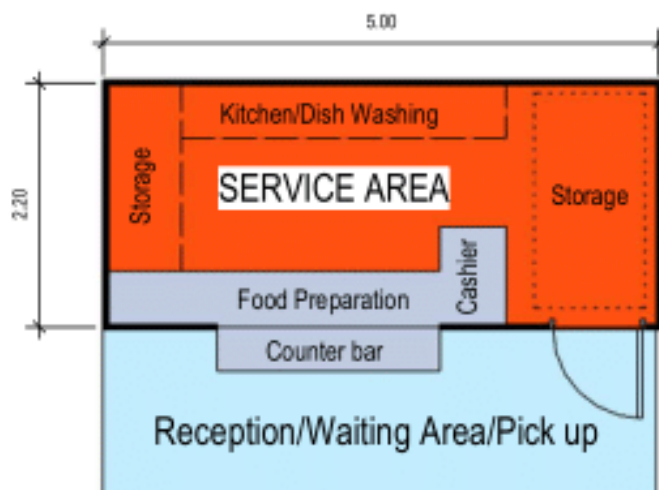 5.00
2.20
Kitchen/Dish Washing
Storage
SERVICE AREA
Storage
Cashier
Food Preparation
Counter bar
Reception/Waiting Area/Pick up